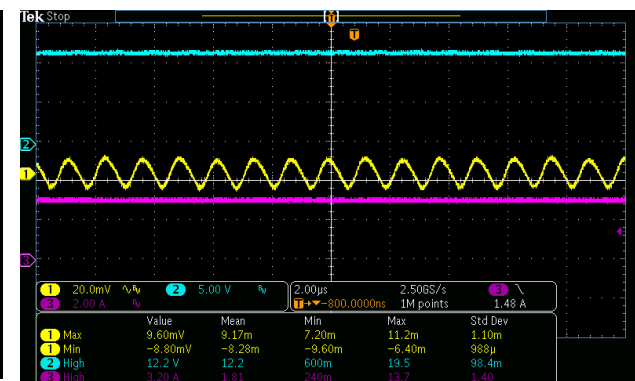 Tek Stop
T
T
2
1
3
1 20.0mV 2 5.00 V 2.00µs 2.50GS/s 3
3 2.00 A T→▼-800.0000ns 1M points 1.48 A
Value Mean Min Max Std Dev
1 Max 9.60mV 9.17m 7.20m 11.2m 1.10m
1 Min -8.80mV -8.28m -9.60m -6.40m 988µ
2 High 12.2 V 12.2 600m 19.5 98.4m
3 High 3.20 A 1.81 240m 13.7 1.40